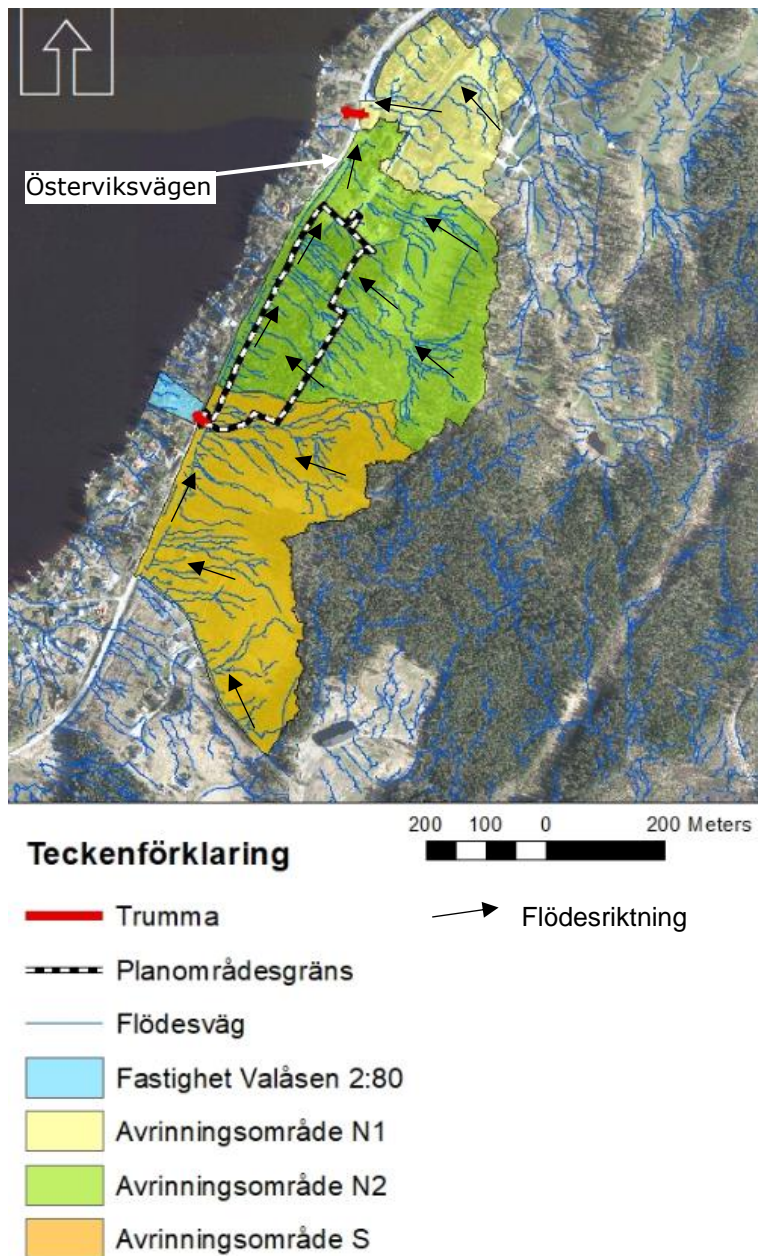 Österviksvägen
200 100 0 200 Meters
Teckenförklaring
Trumma
Flödesriktning
Planområdesgräns
Flödesväg
Fastighet Valåsen 2:80
Avrinningsområde N1
Avrinningsområde N2
Avrinningsområde S